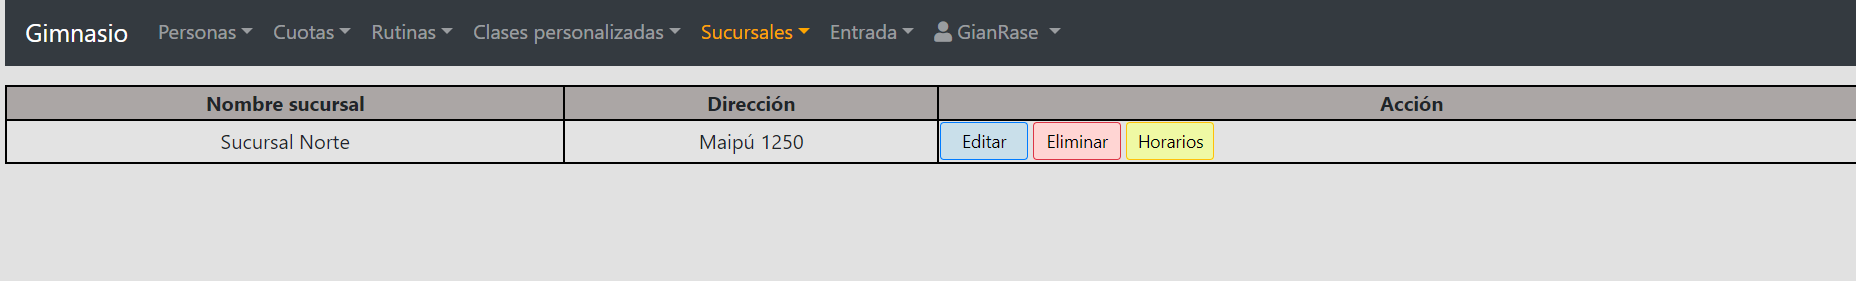 Gimnasio Personas Cuotas Rutinas Clases personalizadas Sucursales Entrada GianRase
Nombre sucursal Dirección Acción
Sucursal Norte Maipú 1250 Editar Eliminar Horarios